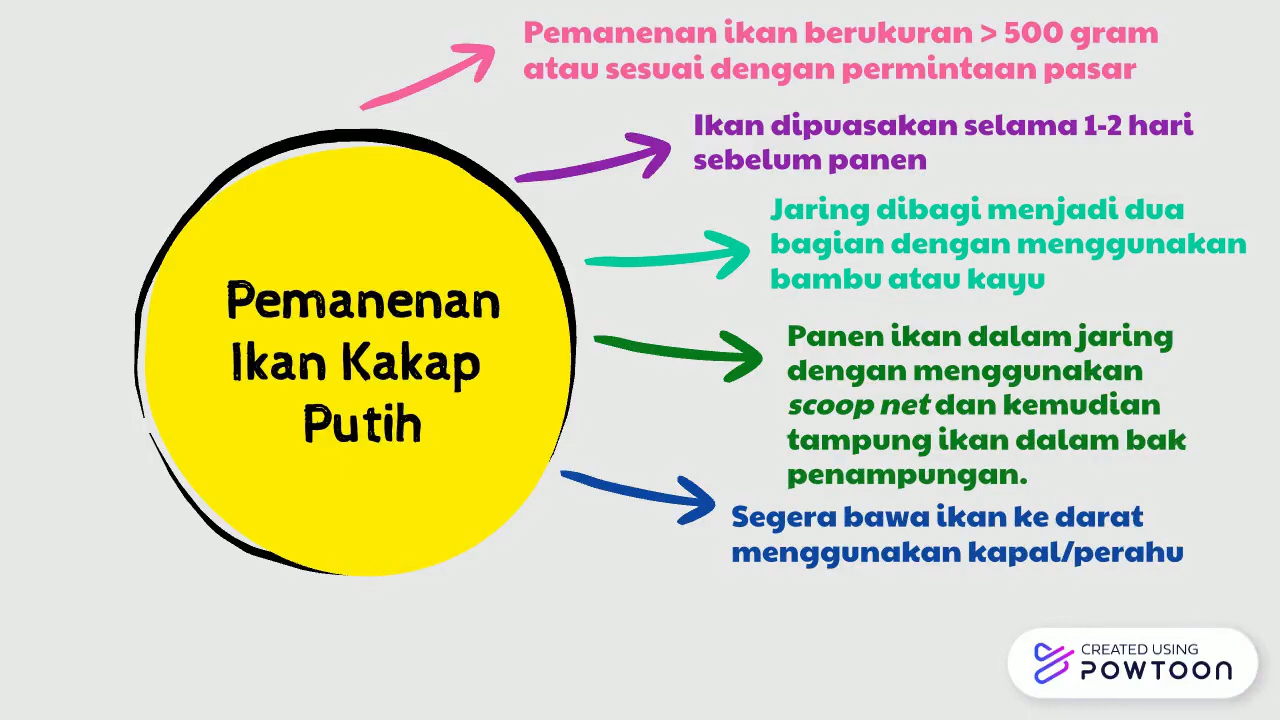 Pemanenan ikan berukuran > 500 gram
atau sesuai dengan permintaan pasar
Ikan dipuasakan selama 1-2 hari
sebelum panen
Jaring dibagi menjadi dua
bagian dengan menggunakan
bambu atau kayu
Pemanenan
Ikan Kakap
Putih
Panen ikan dalam jaring
dengan menggunakan
scoop net dan kemudian
tampung ikan dalam bak
penampungan.
Segera bawa ikan ke darat
menggunakan kapal/perahu
CREATED USING
POWTOON